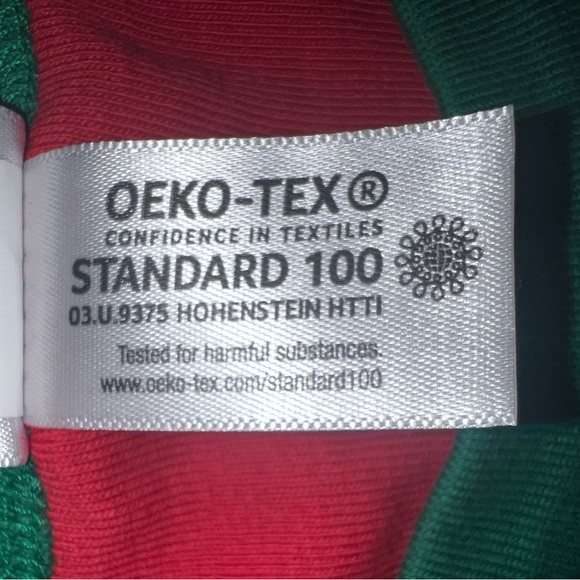 OEKO-TEX®
CONFIDENCE IN TEXTILES
STANDARD 100
03.U.9375 HOHENSTEIN HTTI
Tested for harmful substances.
www.oeko-tex.com/standard100